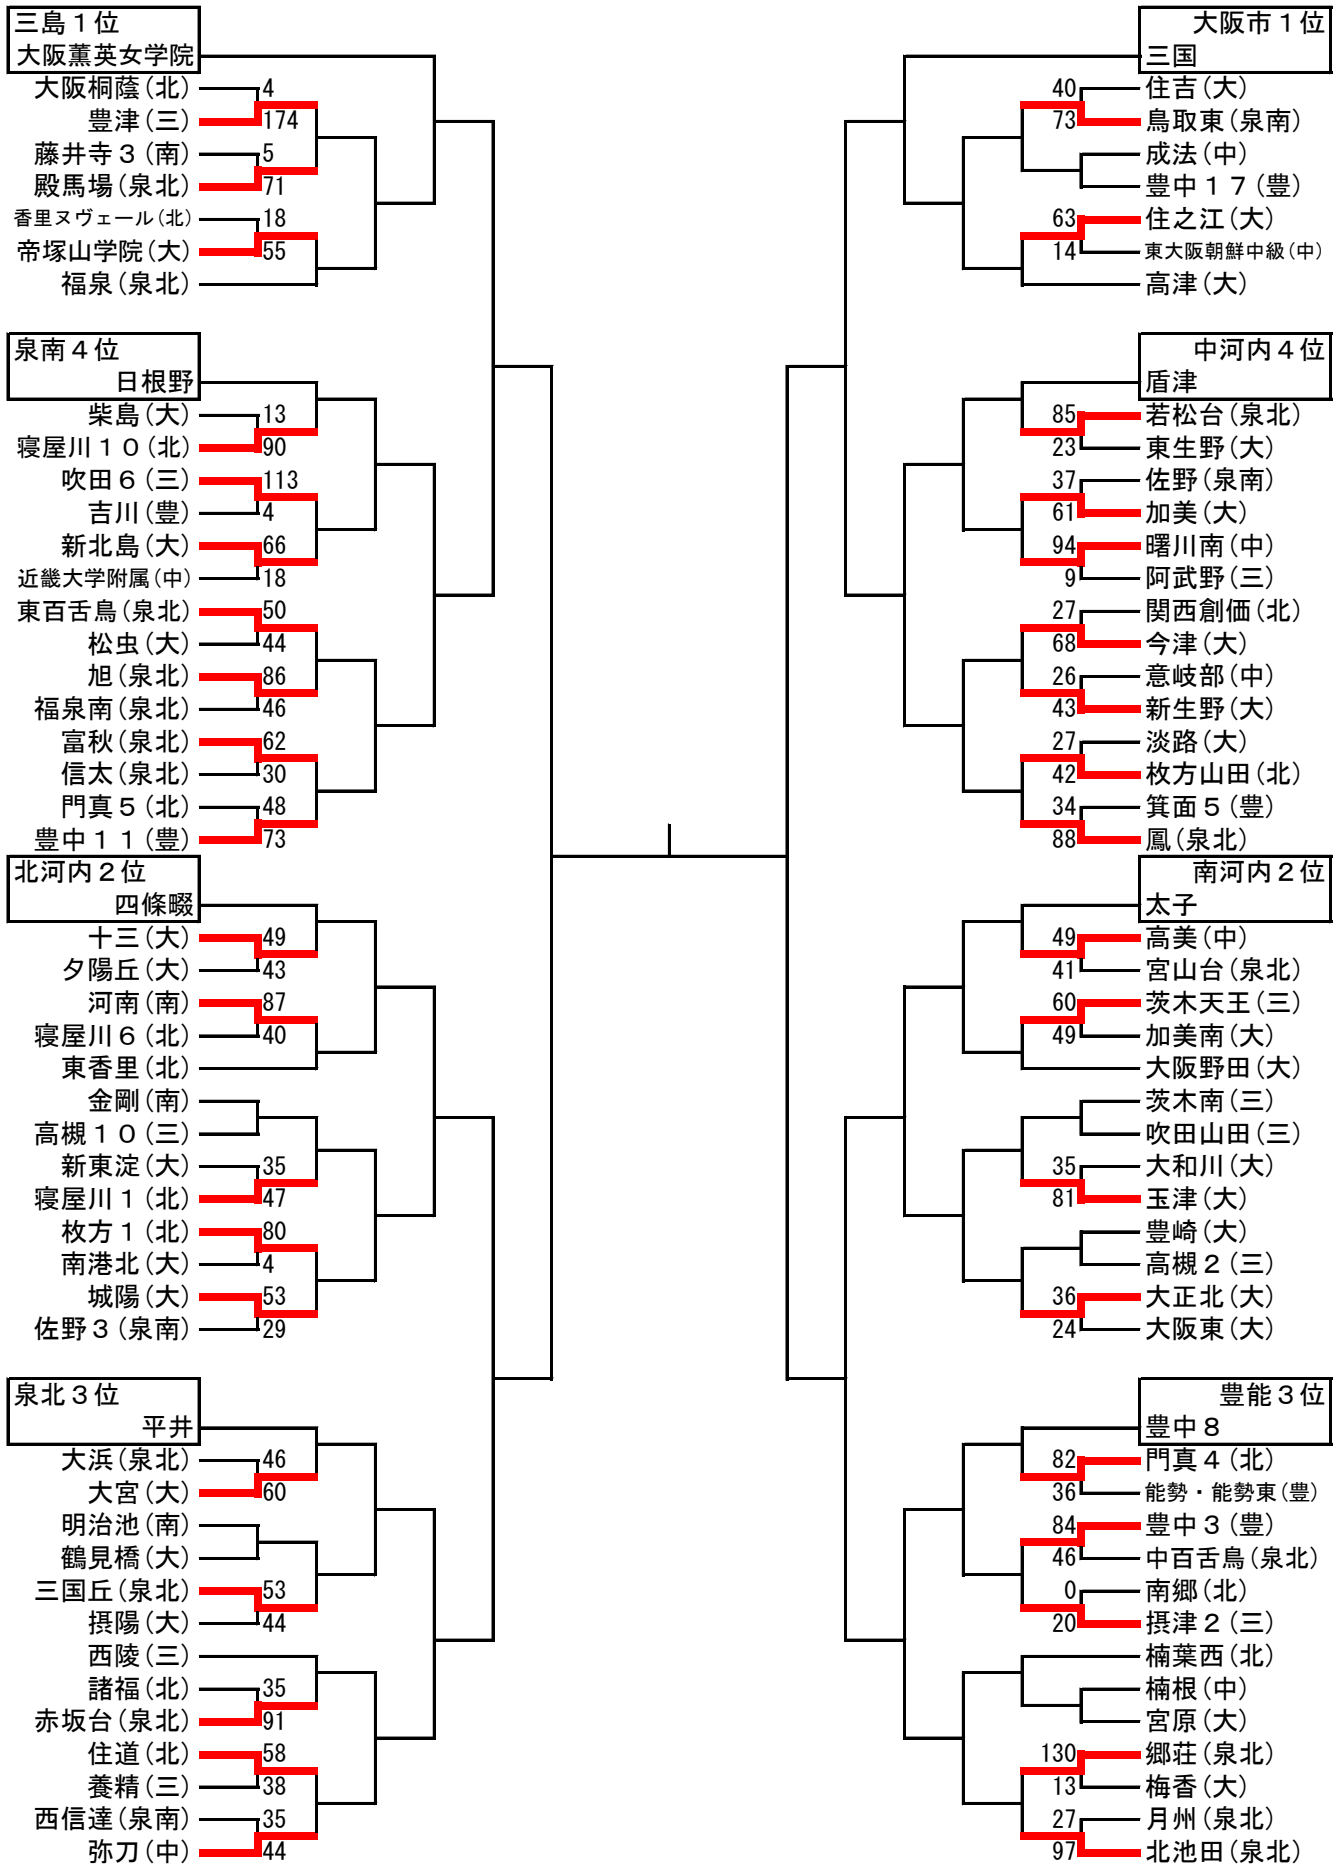 三島１位
大阪薫英女学院
大阪桐蔭(北) 4
豊津(三) 174
藤井寺３(南) 5
殿馬場(泉北) 71
香里ヌヴェール(北) 18
帝塚山学院(大) 55
福泉(泉北)
泉南４位
日根野
柴島(大) 13
寝屋川１０(北) 90
吹田６(三) 113
吉川(豊) 4
新北島(大) 66
近畿大学附属(中) 18
東百舌鳥(泉北) 50
松虫(大) 44
旭(泉北) 86
福泉南(泉北) 46
富秋(泉北) 62
信太(泉北) 30
門真５(北) 48
豊中１１(豊) 73
北河内２位
四條畷
十三(大) 49
夕陽丘(大) 43
河南(南) 87
寝屋川６(北) 40
東香里(北)
金剛(南)
高槻１０(三)
新東淀(大) 35
寝屋川１(北) 47
枚方１(北) 80
南港北(大) 4
城陽(大) 53
佐野３(泉南) 29
泉北３位
平井
大浜(泉北) 46
大宮(大) 60
明治池(南)
鶴見橋(大)
三国丘(泉北) 53
摂陽(大) 44
西陵(三)
諸福(北) 35
赤坂台(泉北) 91
住道(北) 58
養精(三) 38
西信達(泉南) 35
弥刀(中) 44
大阪市１位
三国
40 住吉(大)
73 鳥取東(泉南)
成法(中)
豊中１７(豊)
63 住之江(大)
14 東大阪朝鮮中級(中)
高津(大)
中河内４位
盾津
85 若松台(泉北)
23 東生野(大)
37 佐野(泉南)
61 加美(大)
94 曙川南(中)
9 阿武野(三)
27 関西創価(北)
68 今津(大)
26 意岐部(中)
43 新生野(大)
27 淡路(大)
42 枚方山田(北)
34 箕面５(豊)
88 鳳(泉北)
南河内２位
太子
49 高美(中)
41 宮山台(泉北)
60 茨木天王(三)
49 加美南(大)
大阪野田(大)
茨木南(三)
吹田山田(三)
35 大和川(大)
81 玉津(大)
豊崎(大)
高槻２(三)
36 大正北(大)
24 大阪東(大)
豊能３位
豊中８
82 門真４(北)
36 能勢・能勢東(豊)
84 豊中３(豊)
46 中百舌鳥(泉北)
0 南郷(北)
20 摂津２(三)
楠葉西(北)
楠根(中)
宮原(大)
130 郷荘(泉北)
13 梅香(大)
27 月州(泉北)
97 北池田(泉北)